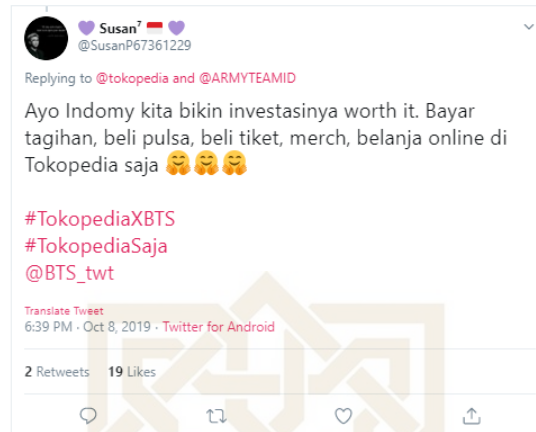 Susan⁷
@SusanP67361229
Replying to @tokopedia and @ARMYTEAMID
Ayo Indomy kita bikin investasinya worth it. Bayar
tagihan, beli pulsa, beli tiket, merch, belanja online di
Tokopedia saja 🤗🤗🤗
#TokopediaXBTS
#TokopediaSaja
@BTS_twt
Translate Tweet
6:39 PM · Oct 8, 2019 · Twitter for Android
2 Retweets 19 Likes